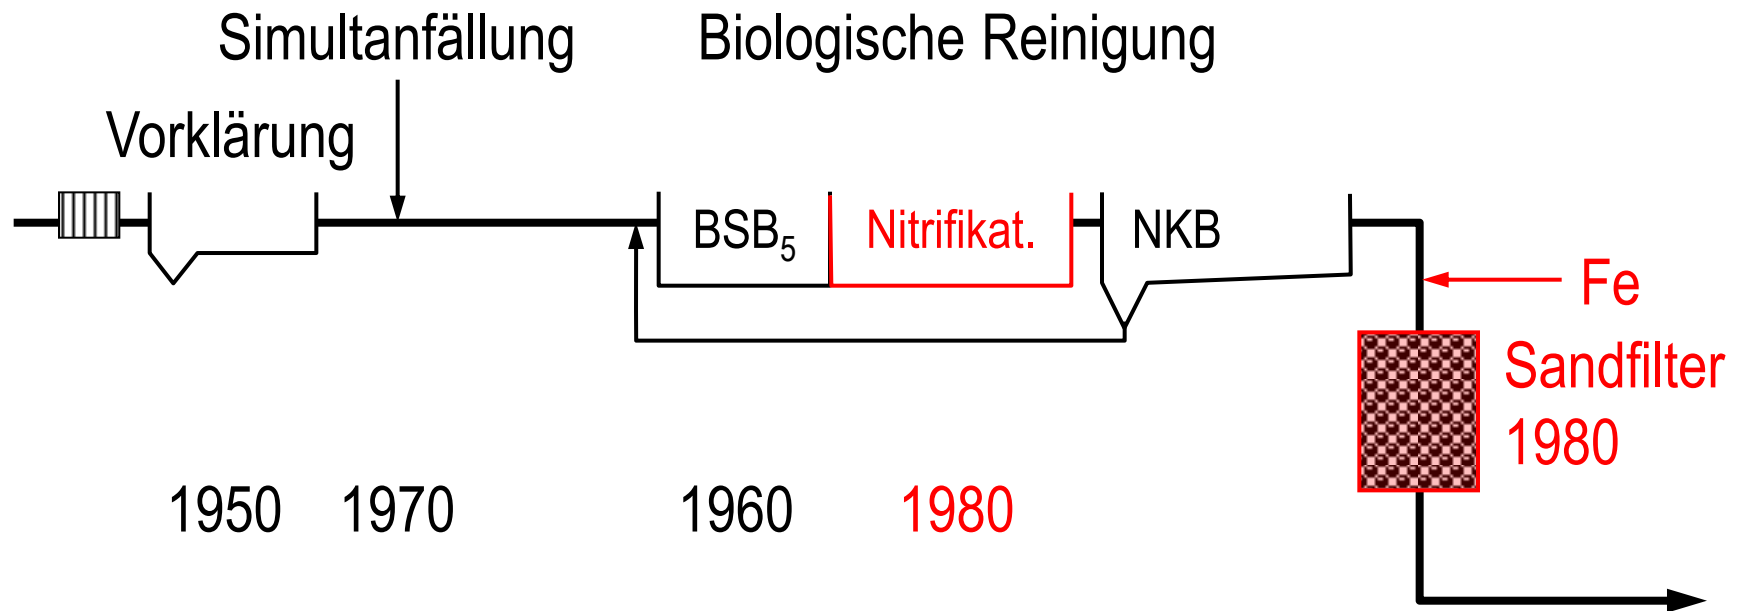 Simultanfällung
Biologische Reinigung
Vorklärung
BSB₅
Nitrifikat.
NKB
Fe
Sandfilter
1980
1950
1970
1960
1980